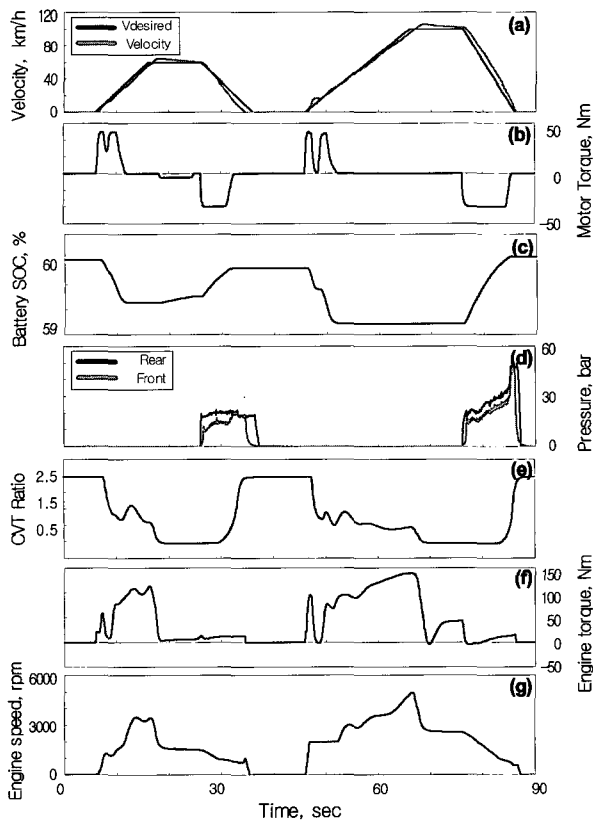 120
80
40
0
Velocity, km/h
Vdesired
Velocity
(a)
(b)
50
0
-50
Motor Torque, Nm
(c)
60
59
Battery SOC, %
Rear
Front
(d)
60
30
0
Pressure, bar
(e)
2.5
1.5
0.5
CVT Ratio
(f)
150
100
50
0
-50
Engine torque, Nm
(g)
6000
3000
0
Engine speed, rpm
0 30 60 90
Time, sec